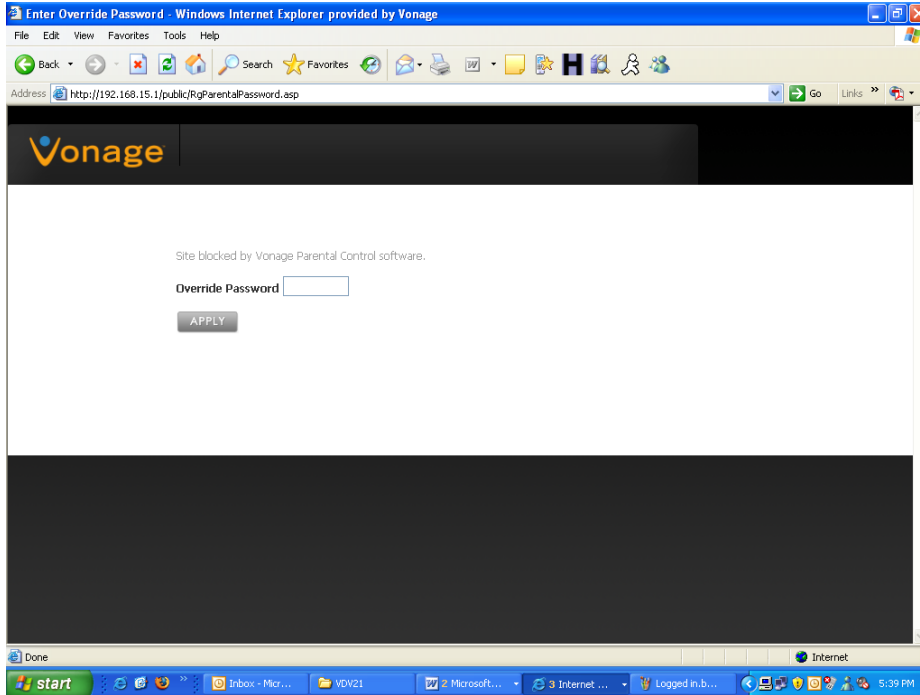 Enter Override Password - Windows Internet Explorer provided by Vonage
File Edit View Favorites Tools Help
Back Search Favorites
Address http://192.168.15.1/public/RgParentalPassword.asp Go Links »
Vonage
Site blocked by Vonage Parental Control software.
Override Password
APPLY
Done Internet
start » Inbox - Micr... VDV21 2 Microsoft... 3 Internet ... Logged in.b... 5:39 PM